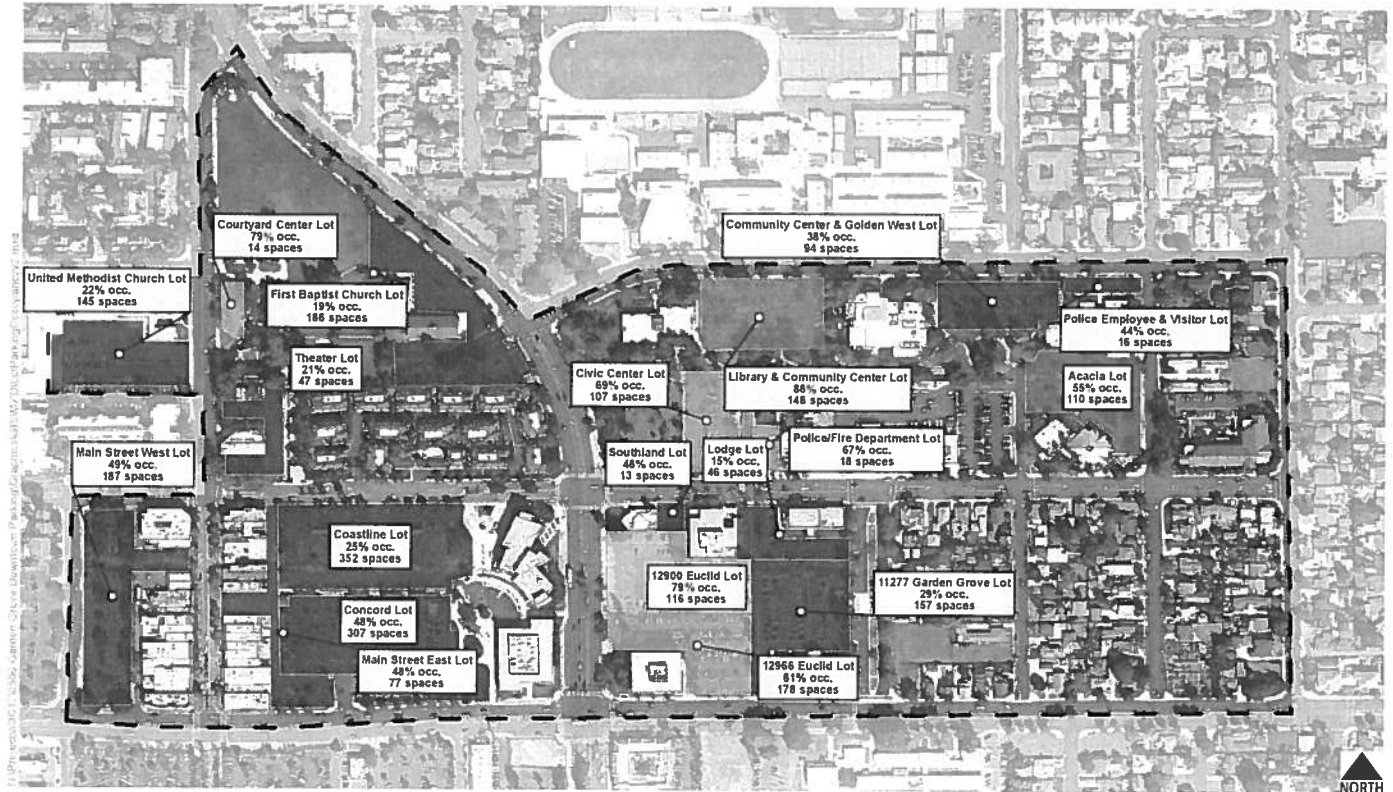 Courtyard Center Lot
79% occ.
14 spaces
Community Center & Golden West Lot
38% occ.
94 spaces
United Methodist Church Lot
22% occ.
145 spaces
First Baptist Church Lot
19% occ.
186 spaces
Police Employee & Visitor Lot
44% occ.
16 spaces
Theater Lot
21% occ.
47 spaces
Civic Center Lot
69% occ.
107 spaces
Library & Community Center Lot
88% occ.
148 spaces
Acacia Lot
55% occ.
110 spaces
Main Street West Lot
49% occ.
187 spaces
Southland Lot
46% occ.
13 spaces
Lodge Lot
15% occ.
46 spaces
Police/Fire Department Lot
67% occ.
18 spaces
Coastline Lot
25% occ.
352 spaces
12900 Euclid Lot
79% occ.
116 spaces
11277 Garden Grove Lot
29% occ.
157 spaces
Concord Lot
48% occ.
307 spaces
Main Street East Lot
48% occ.
77 spaces
12966 Euclid Lot
61% occ.
178 spaces
NORTH